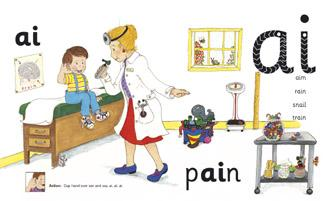 ai
ai
aim
rain
snail
train
pain
Action: Cup hand over ear and say ai, ai, ai.